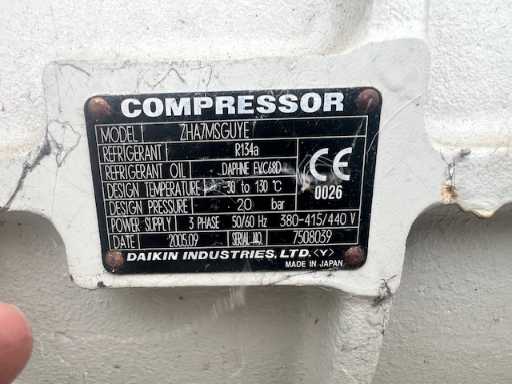 COMPRESSOR
MODEL ZHA7MSGUYE
REFRIGERANT R134a
REFRIGERANT OIL DAPHNE FVC68D
DESIGN TEMPERATURE -30 to 130 °C
DESIGN PRESSURE 20 bar
CE
0026
POWER SUPPLY 3 PHASE 50/60 Hz 380-415/440 V
DATE 2005.09 SERIAL NO. 7508039
DAIKIN INDUSTRIES, LTD. <Y>
MADE IN JAPAN